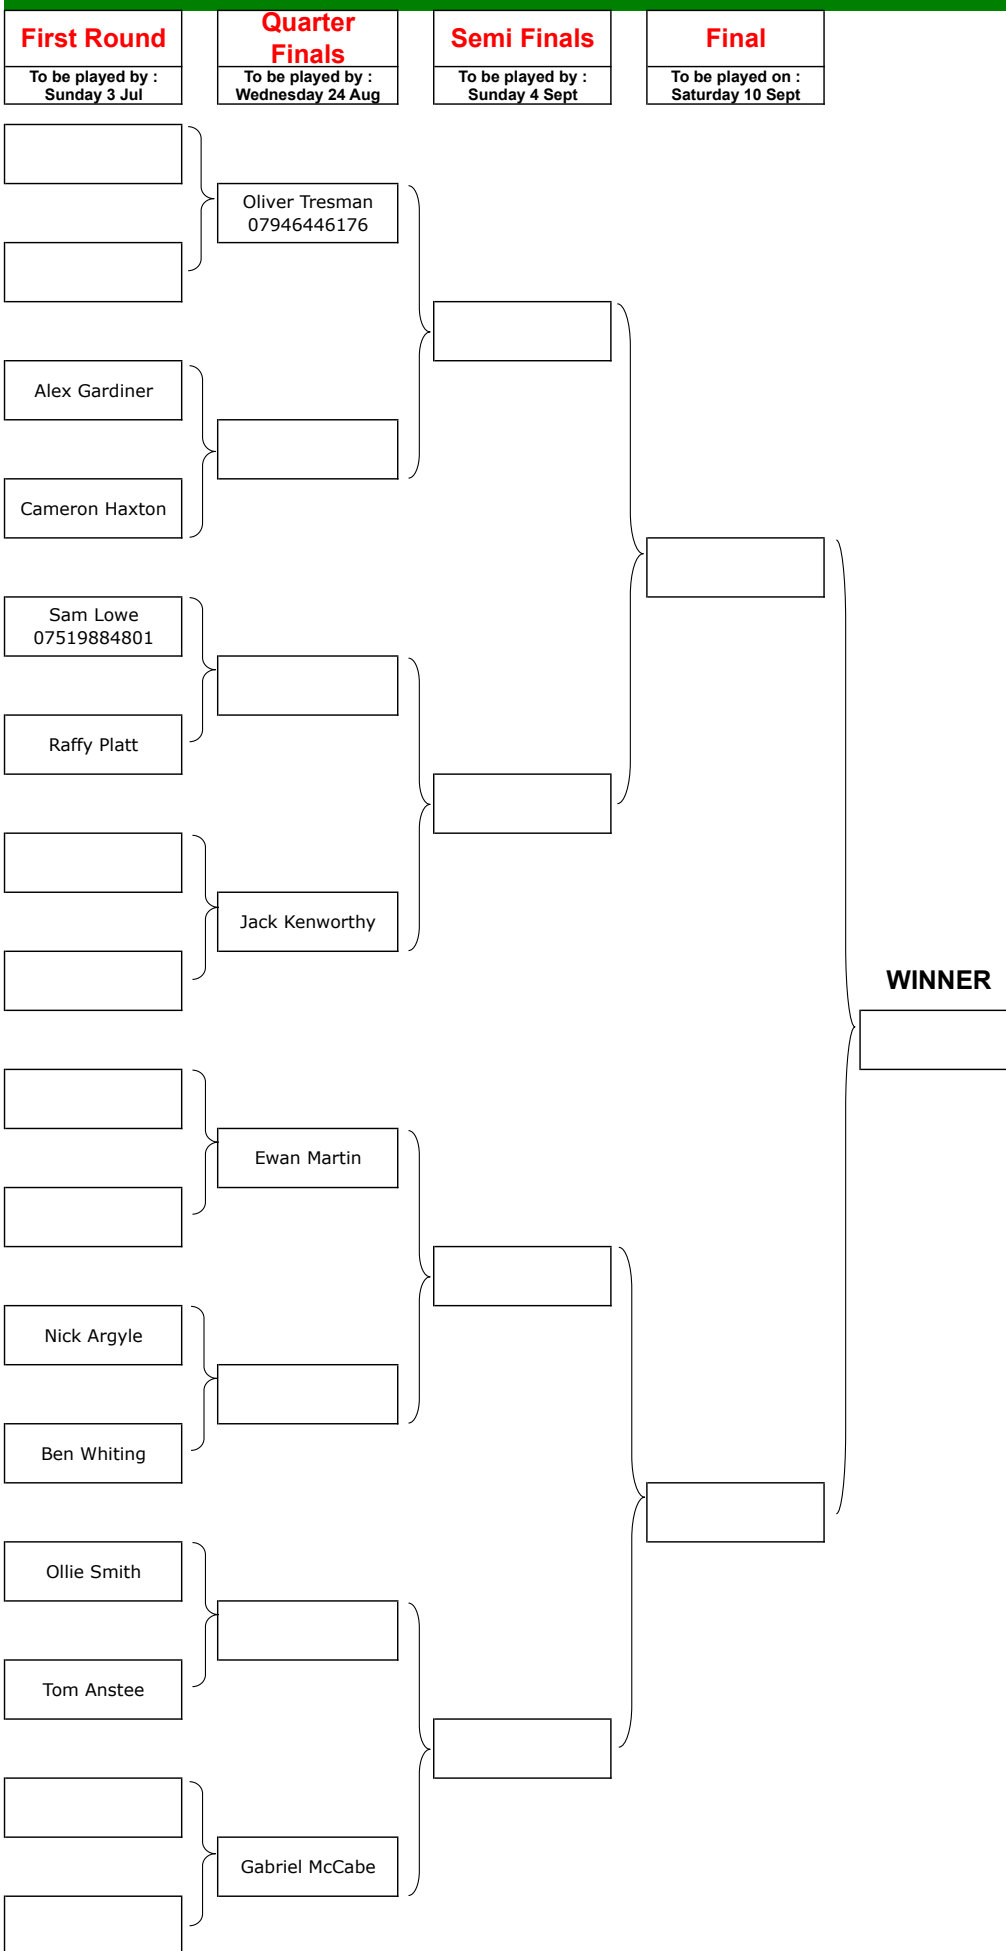 First Round
Quarter
Finals
Semi Finals
Final
To be played by :
Sunday 3 Jul
To be played by :
Wednesday 24 Aug
To be played by :
Sunday 4 Sept
To be played on :
Saturday 10 Sept
Oliver Tresman
07946446176
Alex Gardiner
Cameron Haxton
Sam Lowe
07519884801
Raffy Platt
Jack Kenworthy
WINNER
Ewan Martin
Nick Argyle
Ben Whiting
Ollie Smith
Tom Anstee
Gabriel McCabe